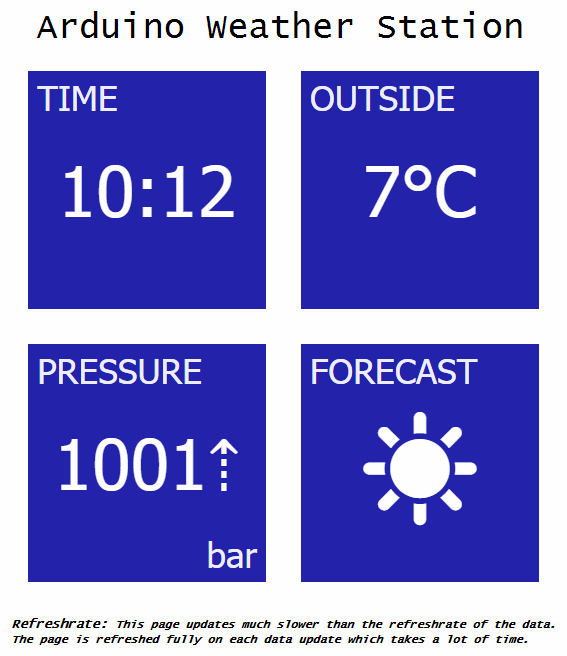 Arduino Weather Station
TIME
10:12
OUTSIDE
7°C
PRESSURE
1001⇡
bar
FORECAST
Refreshrate: This page updates much slower than the refreshrate of the data.
The page is refreshed fully on each data update which takes a lot of time.